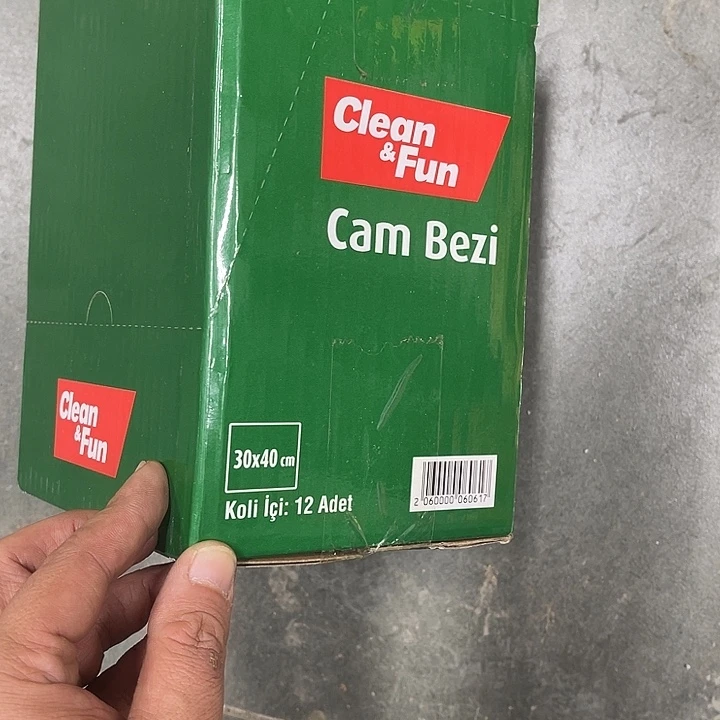 Clean
& Fun
Cam Bezi
Clean
& Fun
30x40 cm
Koli İçi: 12 Adet
2 060000 060617